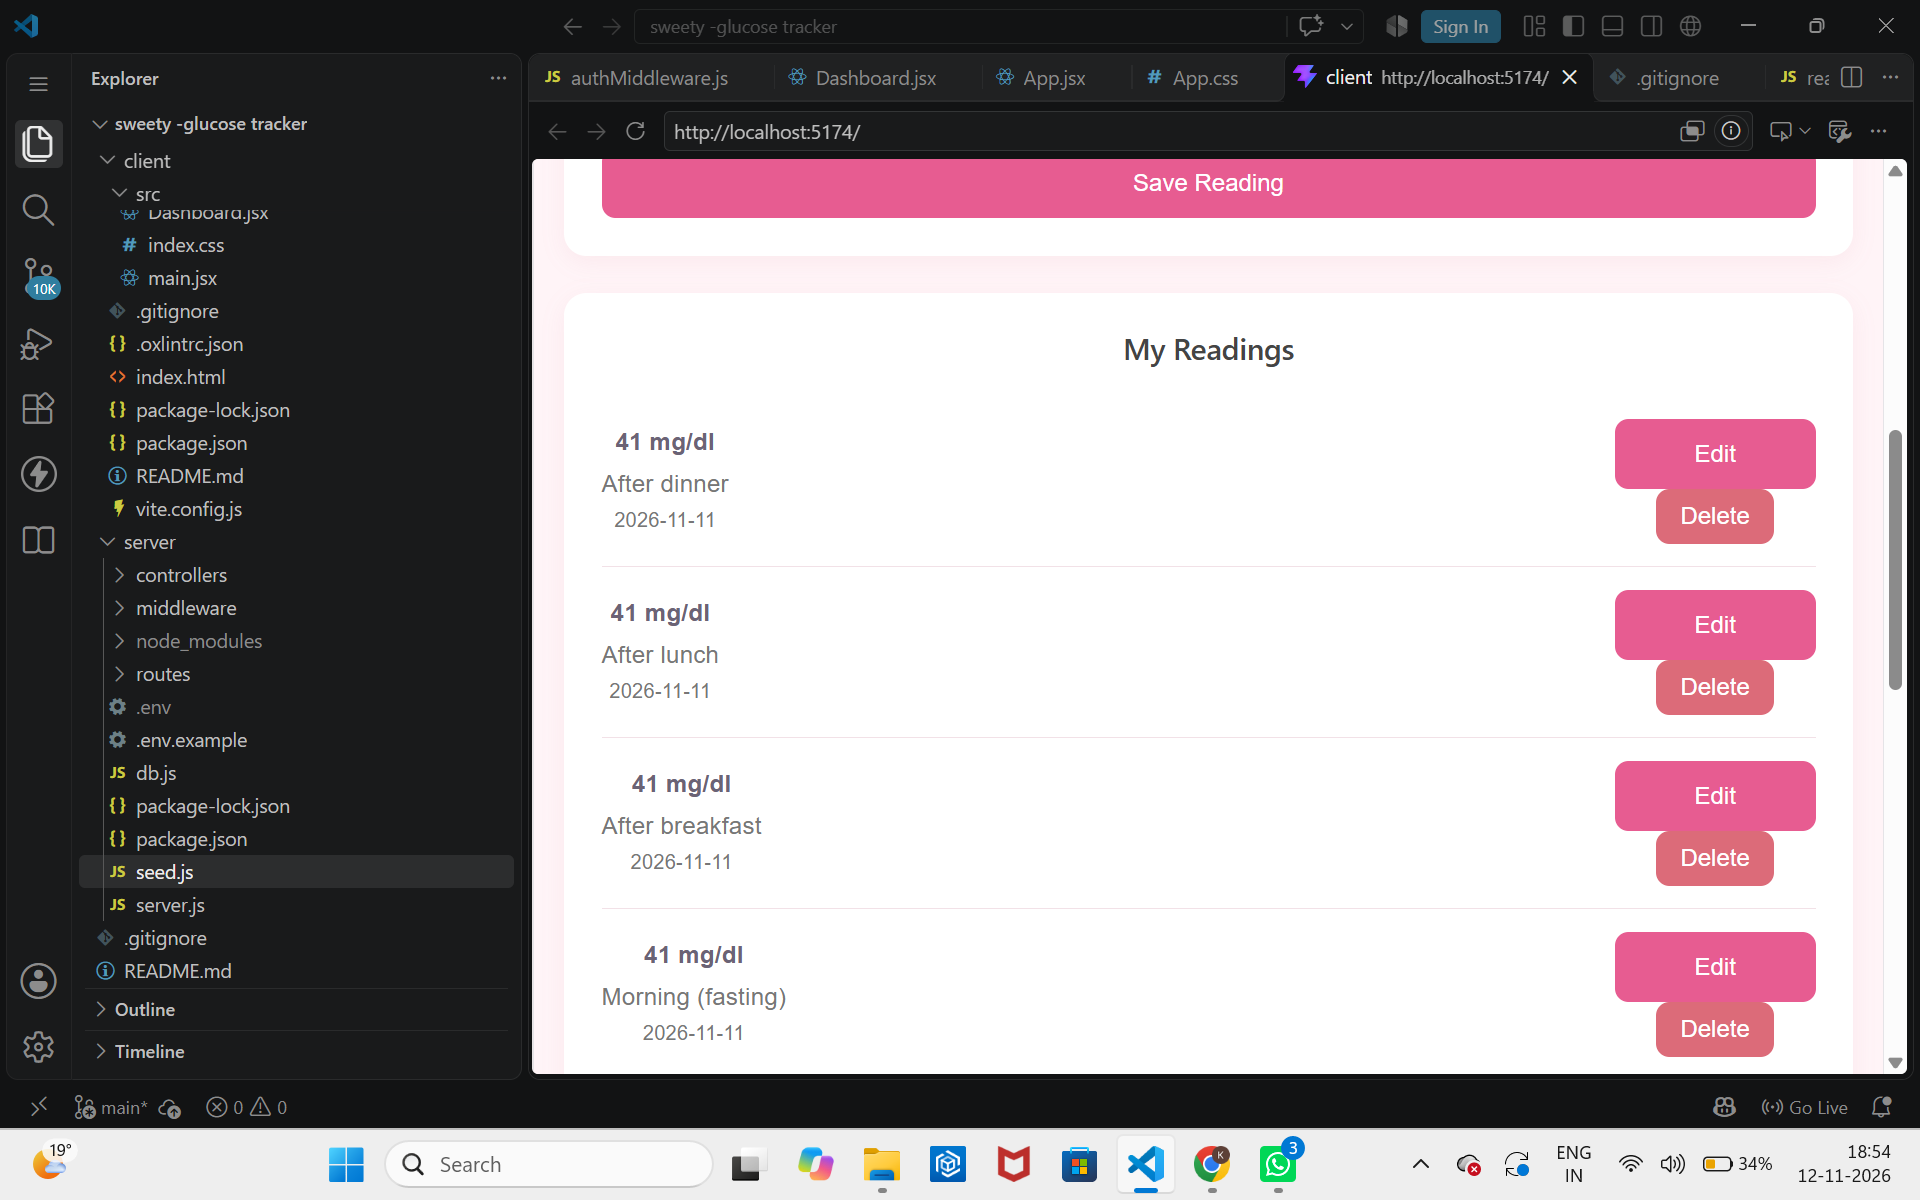 sweety -glucose tracker
Sign In
Explorer
sweety -glucose tracker
client
src
Dashboard.jsx
index.css
main.jsx
.gitignore
.oxlintrc.json
index.html
package-lock.json
package.json
README.md
vite.config.js
server
controllers
middleware
node_modules
routes
.env
.env.example
db.js
package-lock.json
package.json
seed.js
server.js
.gitignore
README.md
Outline
Timeline
10K
authMiddleware.js
Dashboard.jsx
App.jsx
App.css
client http://localhost:5174/
.gitignore
http://localhost:5174/
Save Reading
My Readings
41 mg/dl
After dinner
2026-11-11
Edit
Delete
41 mg/dl
After lunch
2026-11-11
Edit
Delete
41 mg/dl
After breakfast
2026-11-11
Edit
Delete
41 mg/dl
Morning (fasting)
2026-11-11
Edit
Delete
main*
0
0
Go Live
19°
Search
3
ENG
IN
34%
18:54
12-11-2026